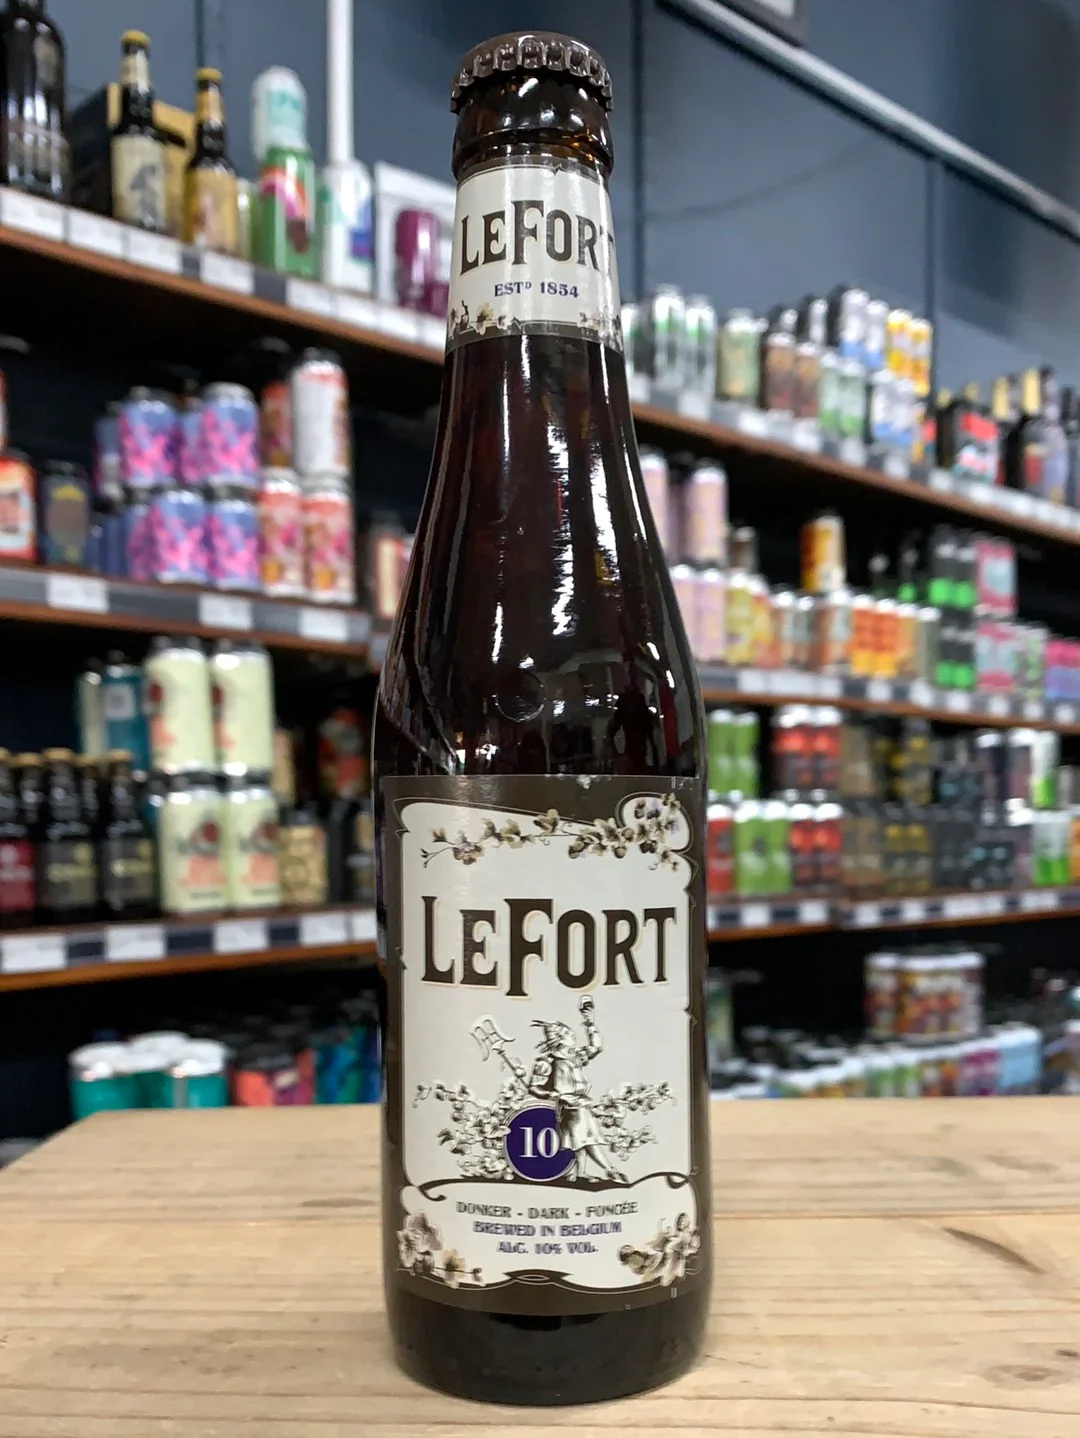 LEFORT
ESTᴰ 1854
LEFORT
10
DONKER - DARK - FONCÉE
BREWED IN BELGIUM
ALC. 10% VOL.